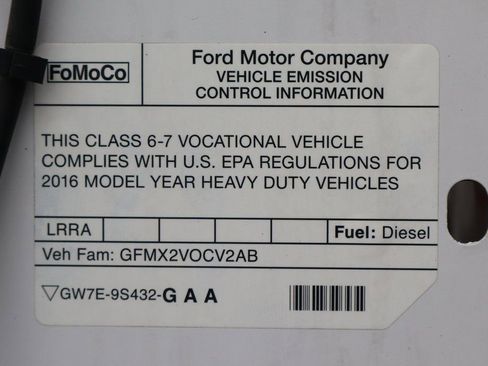 FoMoCo
Ford Motor Company
VEHICLE EMISSION
CONTROL INFORMATION
THIS CLASS 6-7 VOCATIONAL VEHICLE
COMPLIES WITH U.S. EPA REGULATIONS FOR
2016 MODEL YEAR HEAVY DUTY VEHICLES
LRRA Fuel: Diesel
Veh Fam: GFMX2VOCV2AB
▽GW7E-9S432-GAA